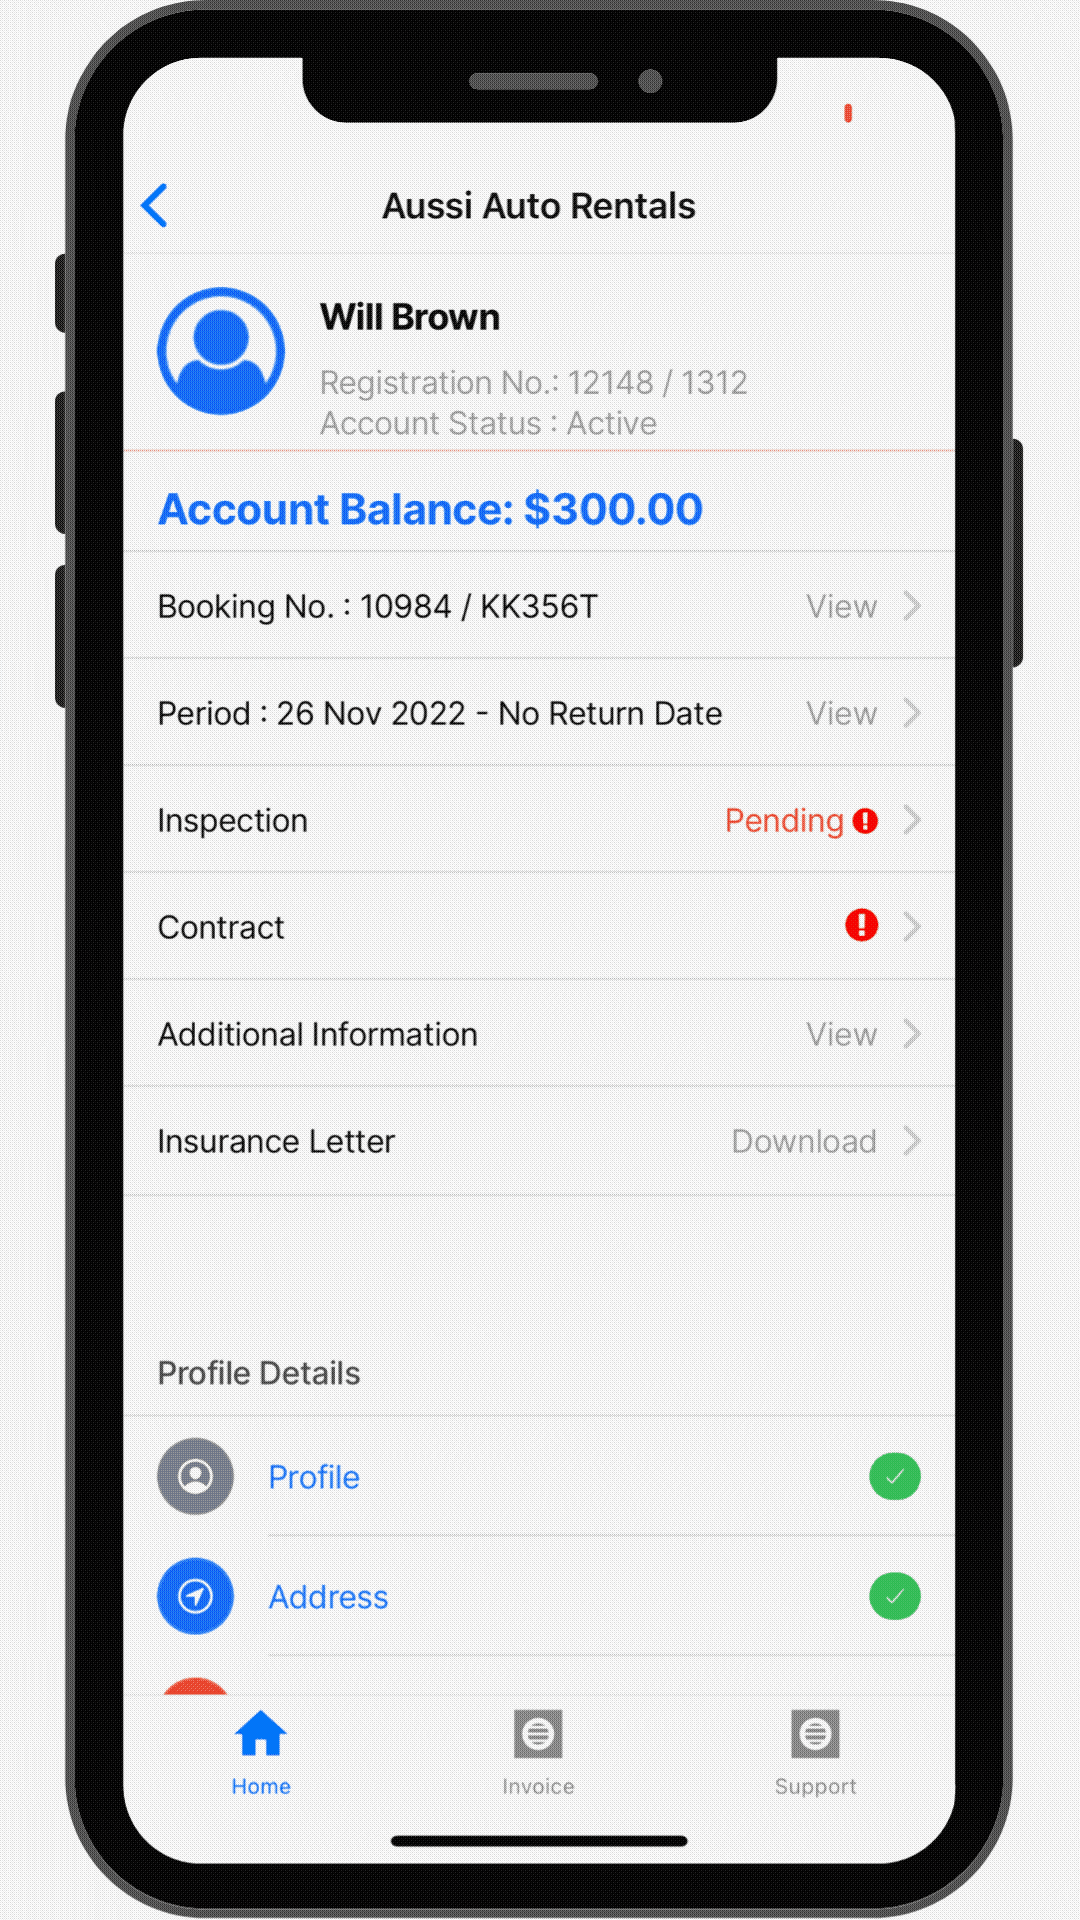 Aussi Auto Rentals
Will Brown
Registration No.: 12148 / 1312
Account Status : Active
Account Balance: $300.00
Booking No. : 10984 / KK356T View
Period : 26 Nov 2022 - No Return Date View
Inspection Pending
Contract
Additional Information View
Insurance Letter Download
Profile Details
Profile
Address
Home Invoice Support